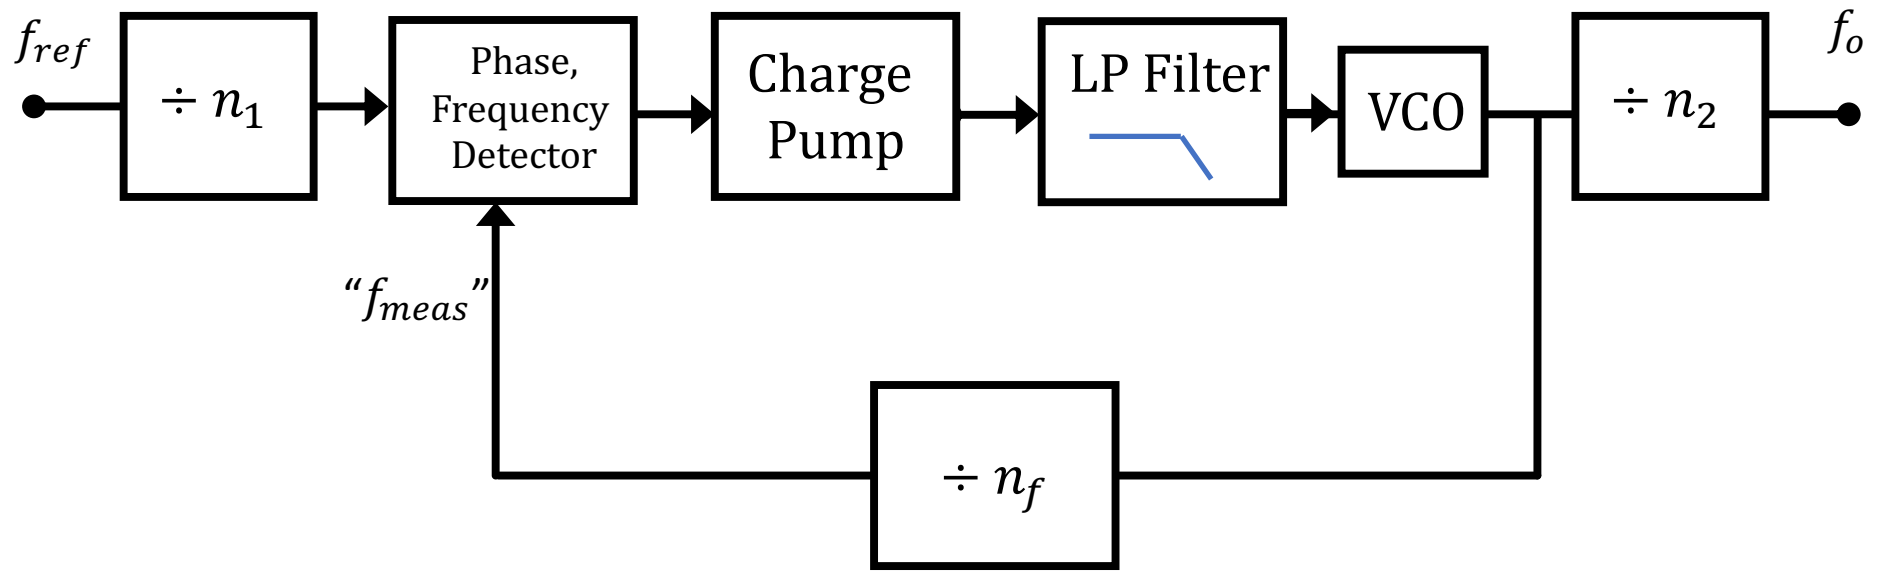 f_ref
÷ n_1
Phase,
Frequency
Detector
Charge
Pump
LP Filter
VCO
÷ n_2
f_o
“f_meas”
÷ n_f